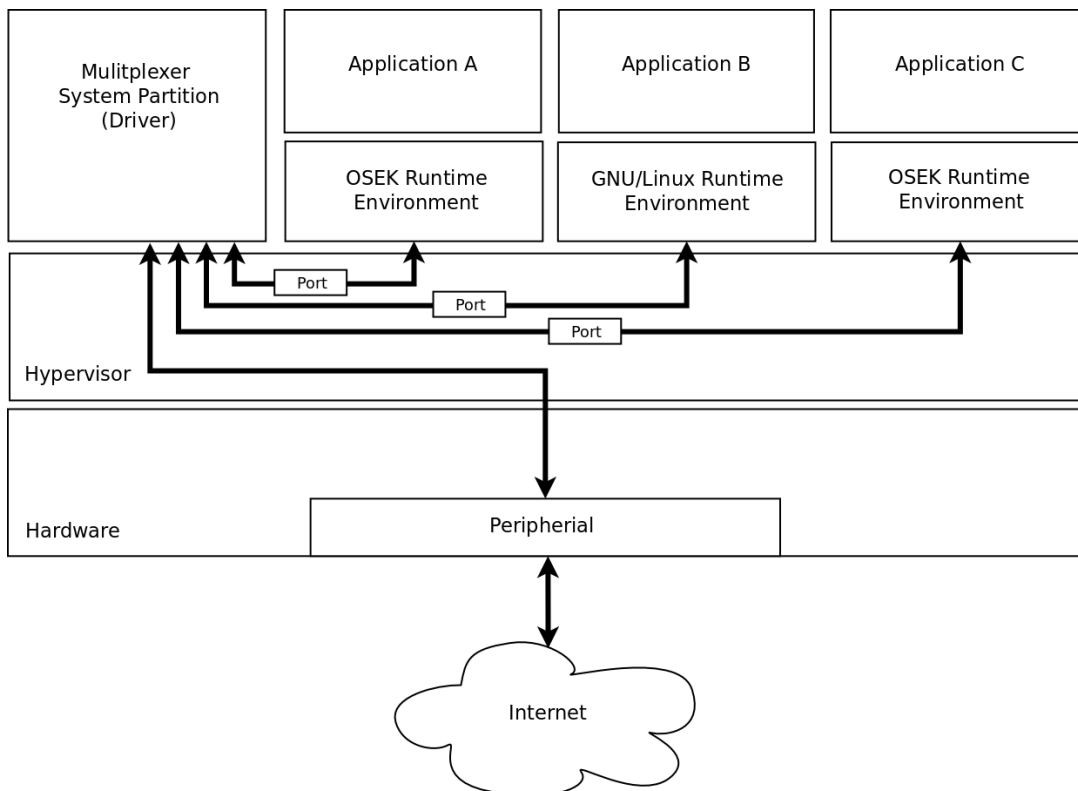 Mulitplexer
System Partition
(Driver)
Application A
Application B
Application C
OSEK Runtime
Environment
GNU/Linux Runtime
Environment
OSEK Runtime
Environment
Port
Port
Port
Hypervisor
Peripherial
Hardware
Internet